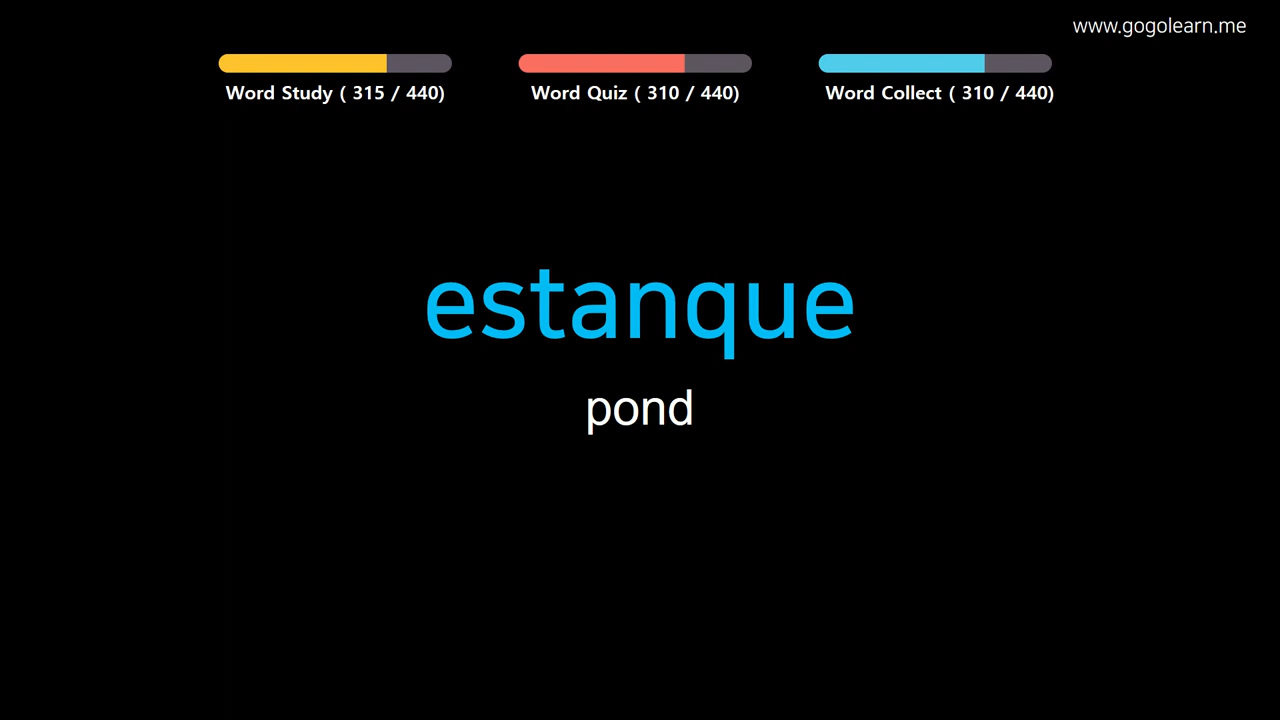 www.gogolearn.me
Word Study ( 315 / 440)
Word Quiz ( 310 / 440)
Word Collect ( 310 / 440)
estanque
pond